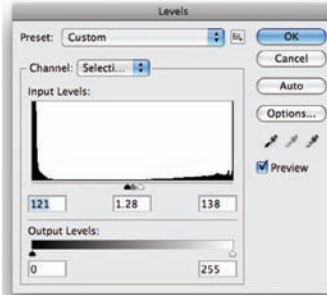 Levels
Preset: Custom
OK
Cancel
Channel: Selecti...
Auto
Input Levels:
Options...
Preview
121 1.28 138
Output Levels:
0 255